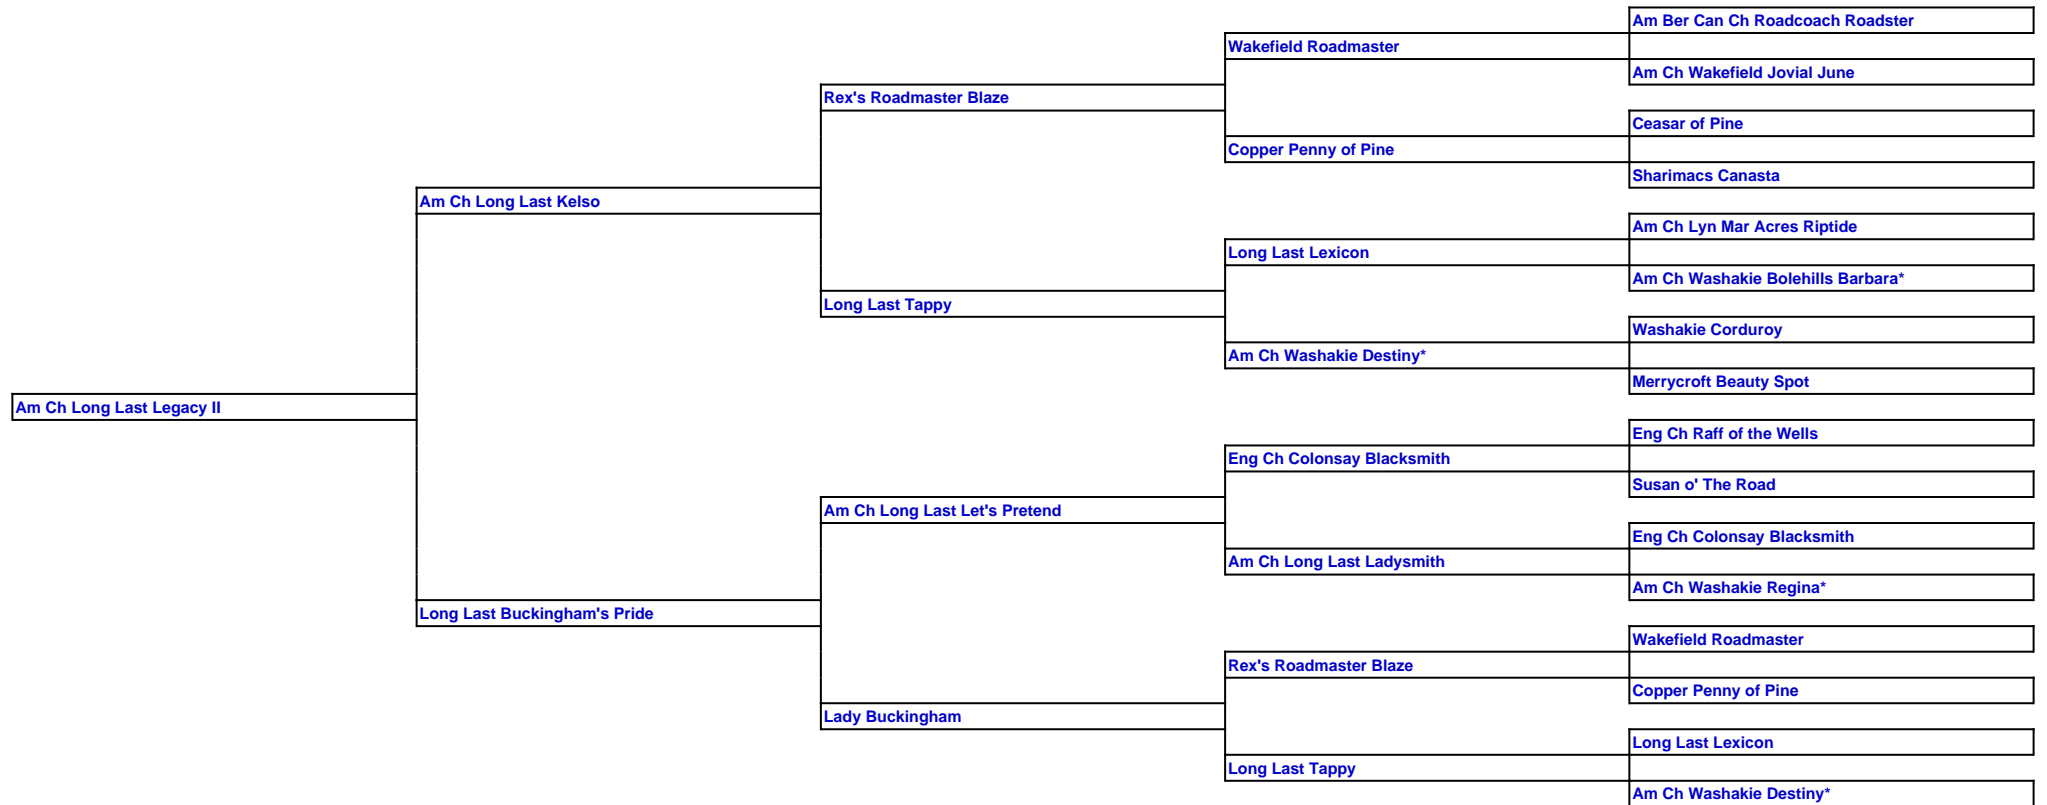 Am Ber Can Ch Roadcoach Roadster
Wakefield Roadmaster
Am Ch Wakefield Jovial June
Rex's Roadmaster Blaze
Ceasar of Pine
Copper Penny of Pine
Sharimacs Canasta
Am Ch Long Last Kelso
Am Ch Lyn Mar Acres Riptide
Long Last Lexicon
Am Ch Washakie Bolehills Barbara*
Long Last Tappy
Washakie Corduroy
Am Ch Washakie Destiny*
Merrycroft Beauty Spot
Am Ch Long Last Legacy II
Eng Ch Raff of the Wells
Eng Ch Colonsay Blacksmith
Susan o' The Road
Am Ch Long Last Let's Pretend
Eng Ch Colonsay Blacksmith
Am Ch Long Last Ladysmith
Am Ch Washakie Regina*
Long Last Buckingham's Pride
Wakefield Roadmaster
Rex's Roadmaster Blaze
Copper Penny of Pine
Lady Buckingham
Long Last Lexicon
Long Last Tappy
Am Ch Washakie Destiny*